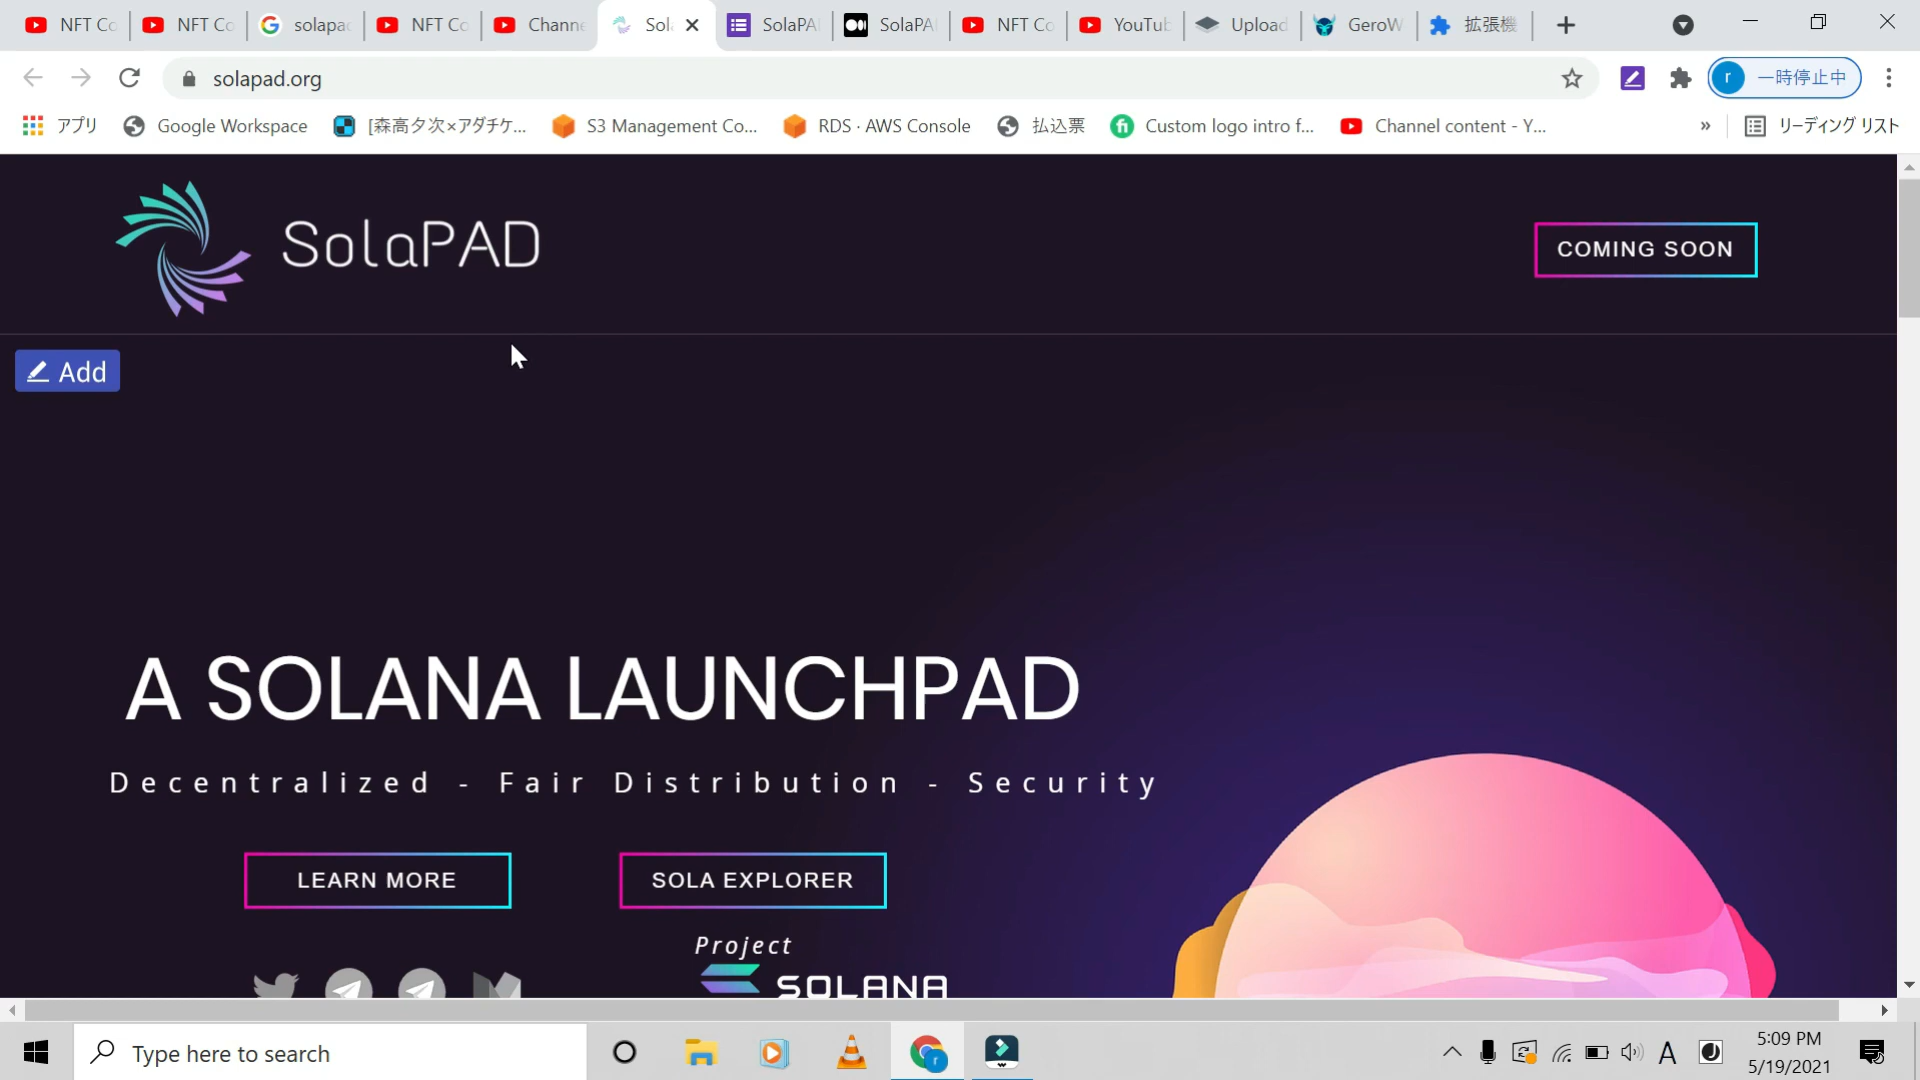 NFT Co
NFT Co
solapad
NFT Co
Channe
Sol
SolaPA
SolaPA
NFT Co
YouTub
Upload
GeroW
拡張機
solapad.org
r
一時停止中
アプリ
Google Workspace
[森高夕次×アダチケ...
S3 Management Co...
RDS · AWS Console
払込票
Custom logo intro f...
Channel content - Y...
»
リーディング リスト
SolaPAD
COMING SOON
Add
A SOLANA LAUNCHPAD
Decentralized - Fair Distribution - Security
LEARN MORE
SOLA EXPLORER
Project
SOLANA
Type here to search
A
5:09 PM
5/19/2021